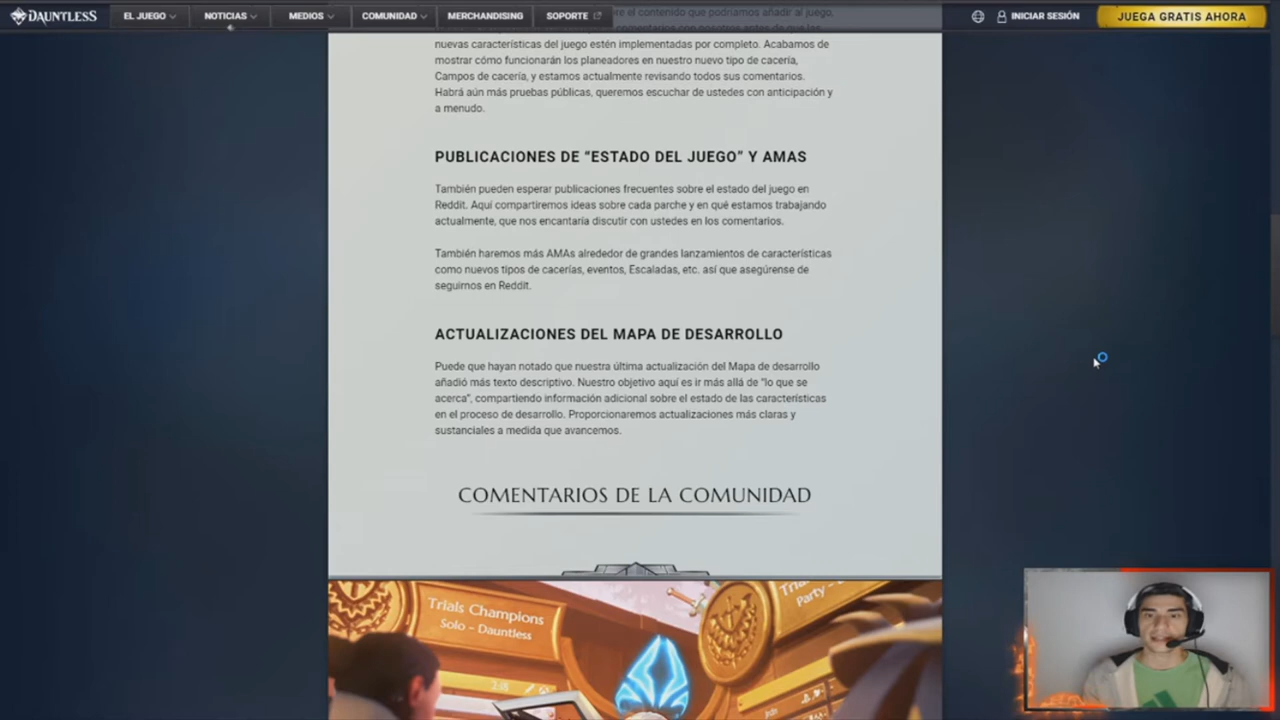 DAUNTLESS
EL JUEGO
NOTICIAS
MEDIOS
COMUNIDAD
MERCHANDISING
SOPORTE
INICIAR SESIÓN
JUEGA GRATIS AHORA
re el contenido que podríamos añadir al juego.
nuevas características del juego estén implementadas por completo. Acabamos de
mostrar cómo funcionarán los planeadores en nuestro nuevo tipo de cacería,
Campos de cacería, y estamos actualmente revisando todos sus comentarios.
Habrá aún más pruebas públicas, queremos escuchar de ustedes con anticipación y
a menudo.
PUBLICACIONES DE “ESTADO DEL JUEGO” Y AMAS
También pueden esperar publicaciones frecuentes sobre el estado del juego en
Reddit. Aquí compartiremos ideas sobre cada parche y en qué estamos trabajando
actualmente, que nos encantaría discutir con ustedes en los comentarios.
También haremos más AMAs alrededor de grandes lanzamientos de características
como nuevos tipos de cacerías, eventos, Escaladas, etc. así que asegúrense de
seguirnos en Reddit.
ACTUALIZACIONES DEL MAPA DE DESARROLLO
Puede que hayan notado que nuestra última actualización del Mapa de desarrollo
añadió más texto descriptivo. Nuestro objetivo aquí es ir más allá de “lo que se
acerca”, compartiendo información adicional sobre el estado de las características
en el proceso de desarrollo. Proporcionaremos actualizaciones más claras y
sustanciales a medida que avancemos.
COMENTARIOS DE LA COMUNIDAD
Trials Champions
Solo - Dauntless
Trials
Party -